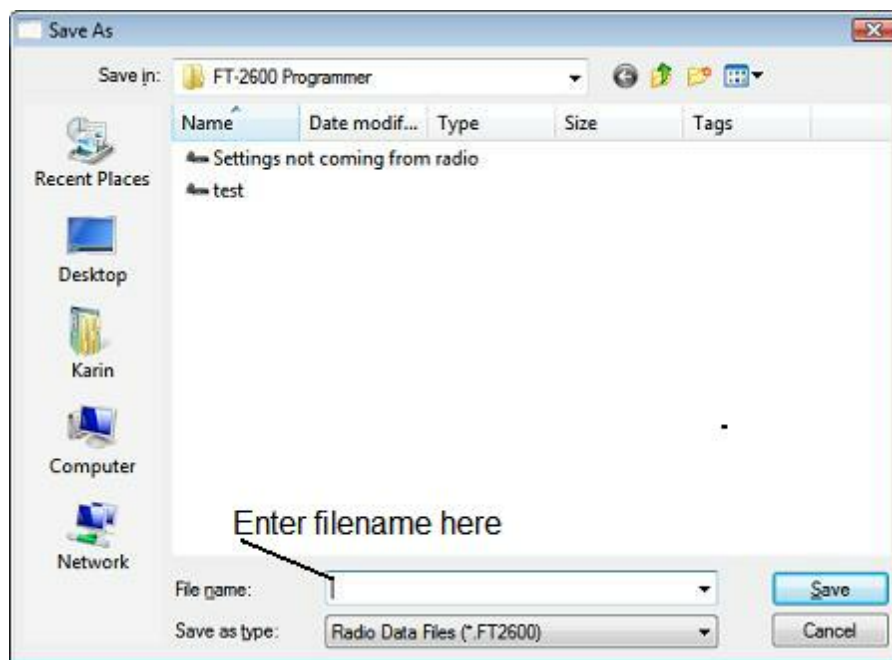 Save As
Save in:
FT-2600 Programmer
Name
Date modif...
Type
Size
Tags
Settings not coming from radio
test
Recent Places
Desktop
Karin
Computer
Network
Enter filename here
File name:
Save
Save as type:
Radio Data Files (*.FT2600)
Cancel